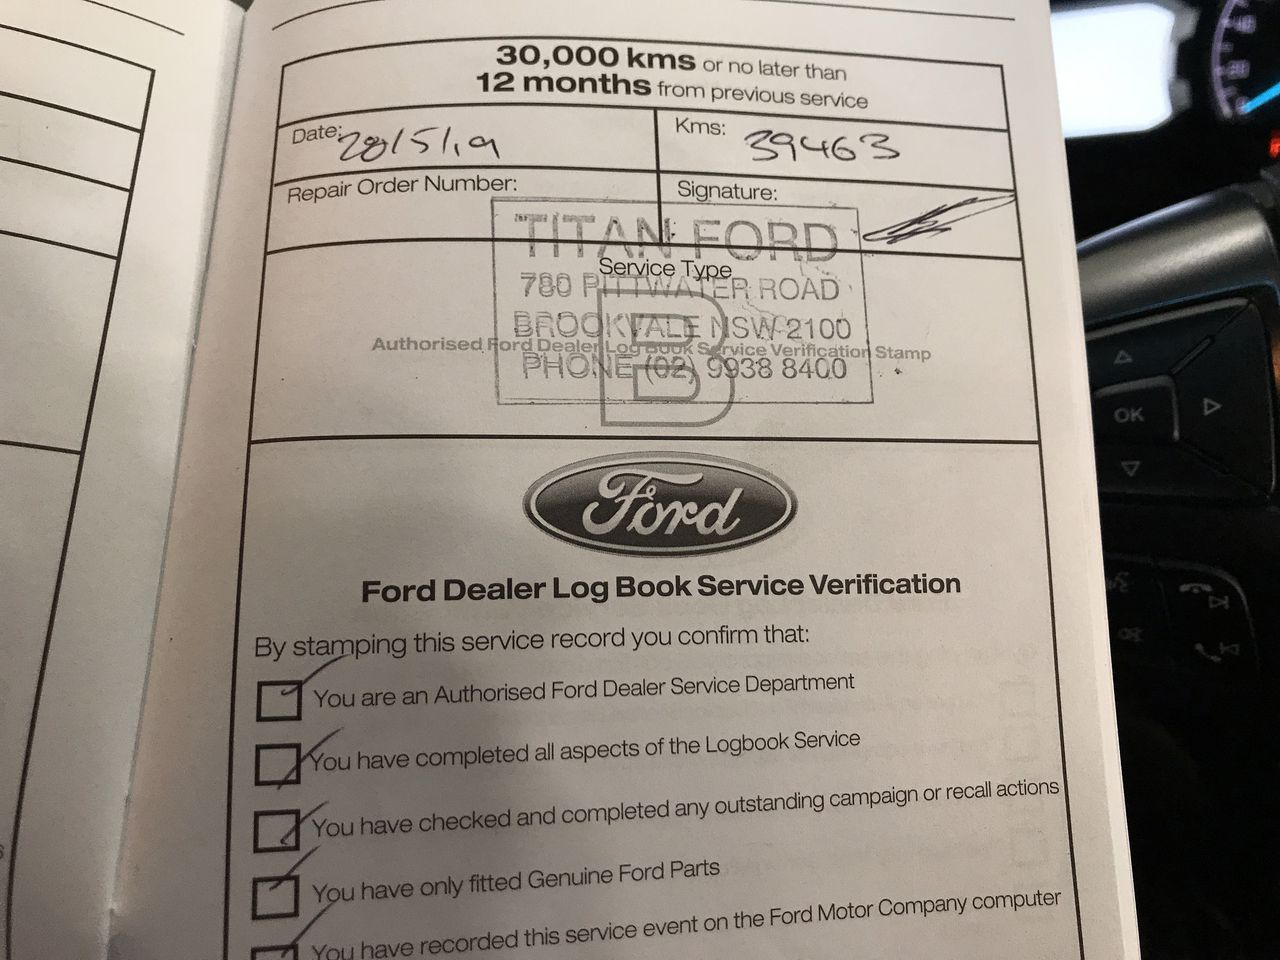 30,000 kms or no later than
12 months from previous service
Date: 28/5/19
Kms: 39463
Repair Order Number:
Signature:
TITAN FORD
Service Type
780 PITTWATER ROAD
BROOKVALE NSW 2100
B
Authorised Ford Dealer Log Book Service Verification Stamp
PHONE (02) 9938 8400
Ford
Ford Dealer Log Book Service Verification
By stamping this service record you confirm that:
You are an Authorised Ford Dealer Service Department
You have completed all aspects of the Logbook Service
You have checked and completed any outstanding campaign or recall actions
You have only fitted Genuine Ford Parts
You have recorded this service event on the Ford Motor Company computer
OK